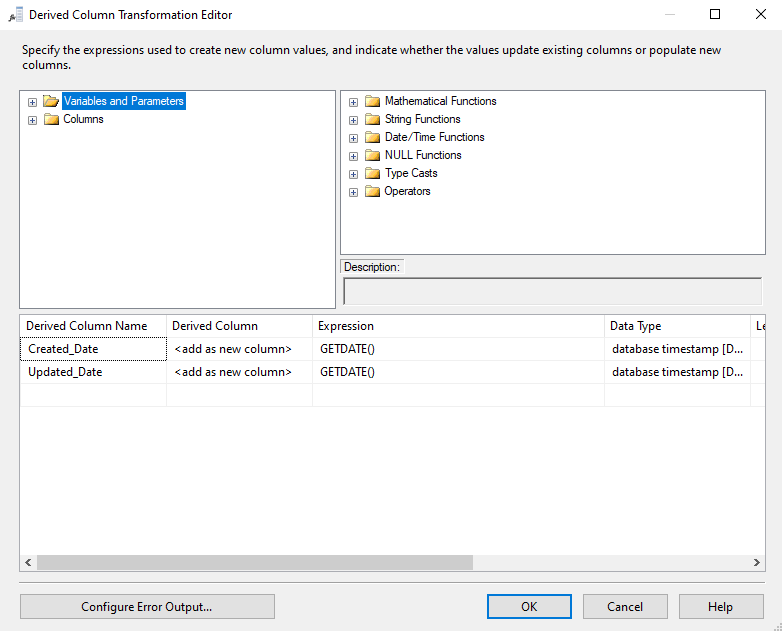 Derived Column Transformation Editor
Specify the expressions used to create new column values, and indicate whether the values update existing columns or populate new
columns.
Variables and Parameters
Columns
Mathematical Functions
String Functions
Date/Time Functions
NULL Functions
Type Casts
Operators
Description:
Derived Column Name Derived Column Expression Data Type Le
Created_Date <add as new column> GETDATE() database timestamp [D...
Updated_Date <add as new column> GETDATE() database timestamp [D...
Configure Error Output... OK Cancel Help